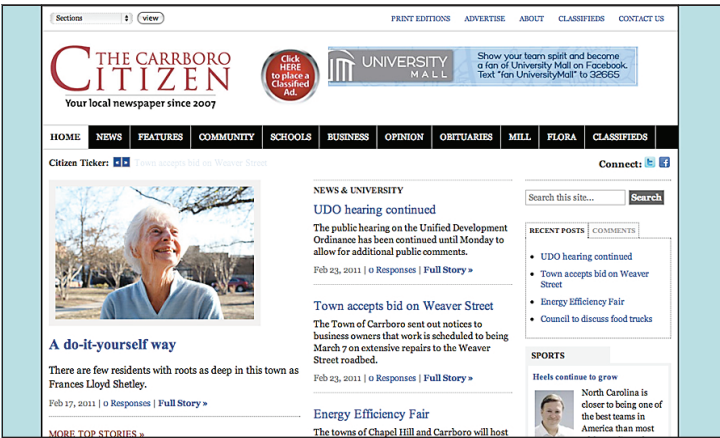 Sections
view
PRINT EDITIONS ADVERTISE ABOUT CLASSIFIEDS CONTACT US
THE CARRBORO
CITIZEN
Your local newspaper since 2007
Click
HERE
to place a
Classified
Ad.
UNIVERSITY
MALL
Show your team spirit and become
a fan of University Mall on Facebook.
Text "fan UniversityMall" to 32665
HOME NEWS FEATURES COMMUNITY SCHOOLS BUSINESS OPINION OBITUARIES MILL FLORA CLASSIFIEDS
Citizen Ticker: Town accepts bid on Weaver Street
Connect:
A do-it-yourself way
There are few residents with roots as deep in this town as
Frances Lloyd Shetley.
Feb 17, 2011 | 0 Responses | Full Story »
MORE TOP STORIES »
NEWS & UNIVERSITY
UDO hearing continued
The public hearing on the Unified Development
Ordinance has been continued until Monday to
allow for additional public comments.
Feb 23, 2011 | 0 Responses | Full Story »
Town accepts bid on Weaver Street
The Town of Carrboro sent out notices to
business owners that work is scheduled to being
March 7 on extensive repairs to the Weaver
Street roadbed.
Feb 23, 2011 | 0 Responses | Full Story »
Energy Efficiency Fair
The towns of Chapel Hill and Carrboro will host
Search this site...
Search
RECENT POSTS COMMENTS
UDO hearing continued
Town accepts bid on Weaver
Street
Energy Efficiency Fair
Council to discuss food trucks
SPORTS
Heels continue to grow
North Carolina is
closer to being one of
the best teams in
America than most